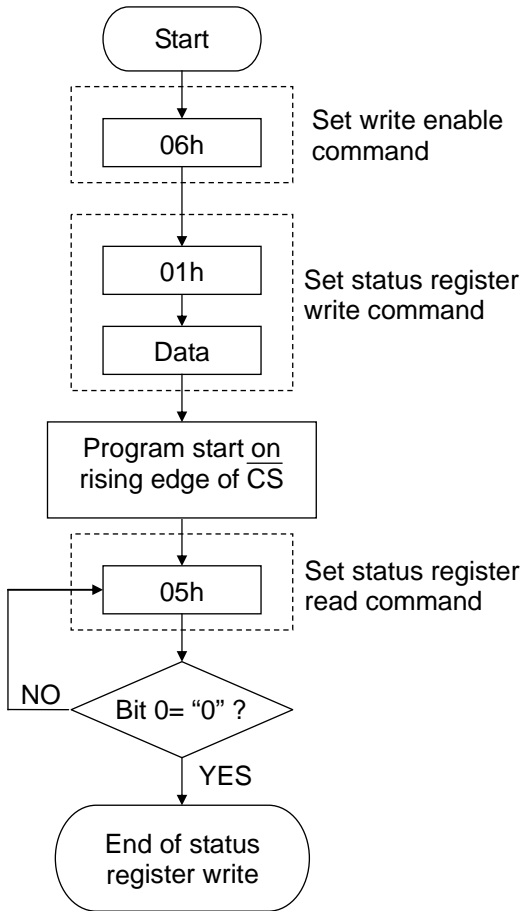 Start
06h
Set write enable
command
01h
Set status register
write command
Data
Program start on
rising edge of C̅S̅
05h
Set status register
read command
NO
Bit 0= “0” ?
YES
End of status
register write